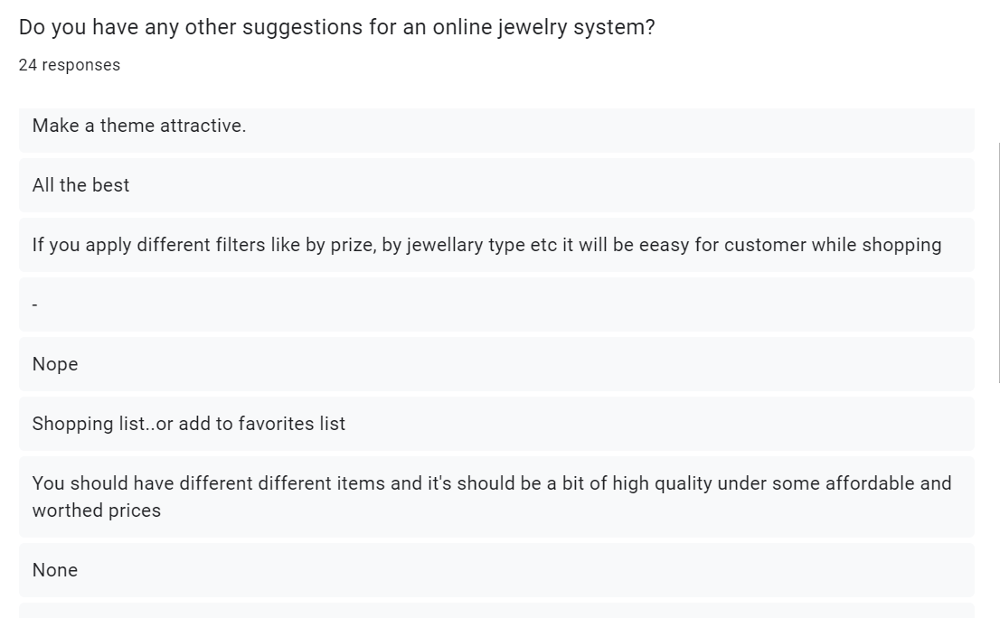 Do you have any other suggestions for an online jewelry system?
24 responses
Make a theme attractive.
All the best
If you apply different filters like by prize, by jewellary type etc it will be eeasy for customer while shopping
-
Nope
Shopping list..or add to favorites list
You should have different different items and it's should be a bit of high quality under some affordable and
worthed prices
None